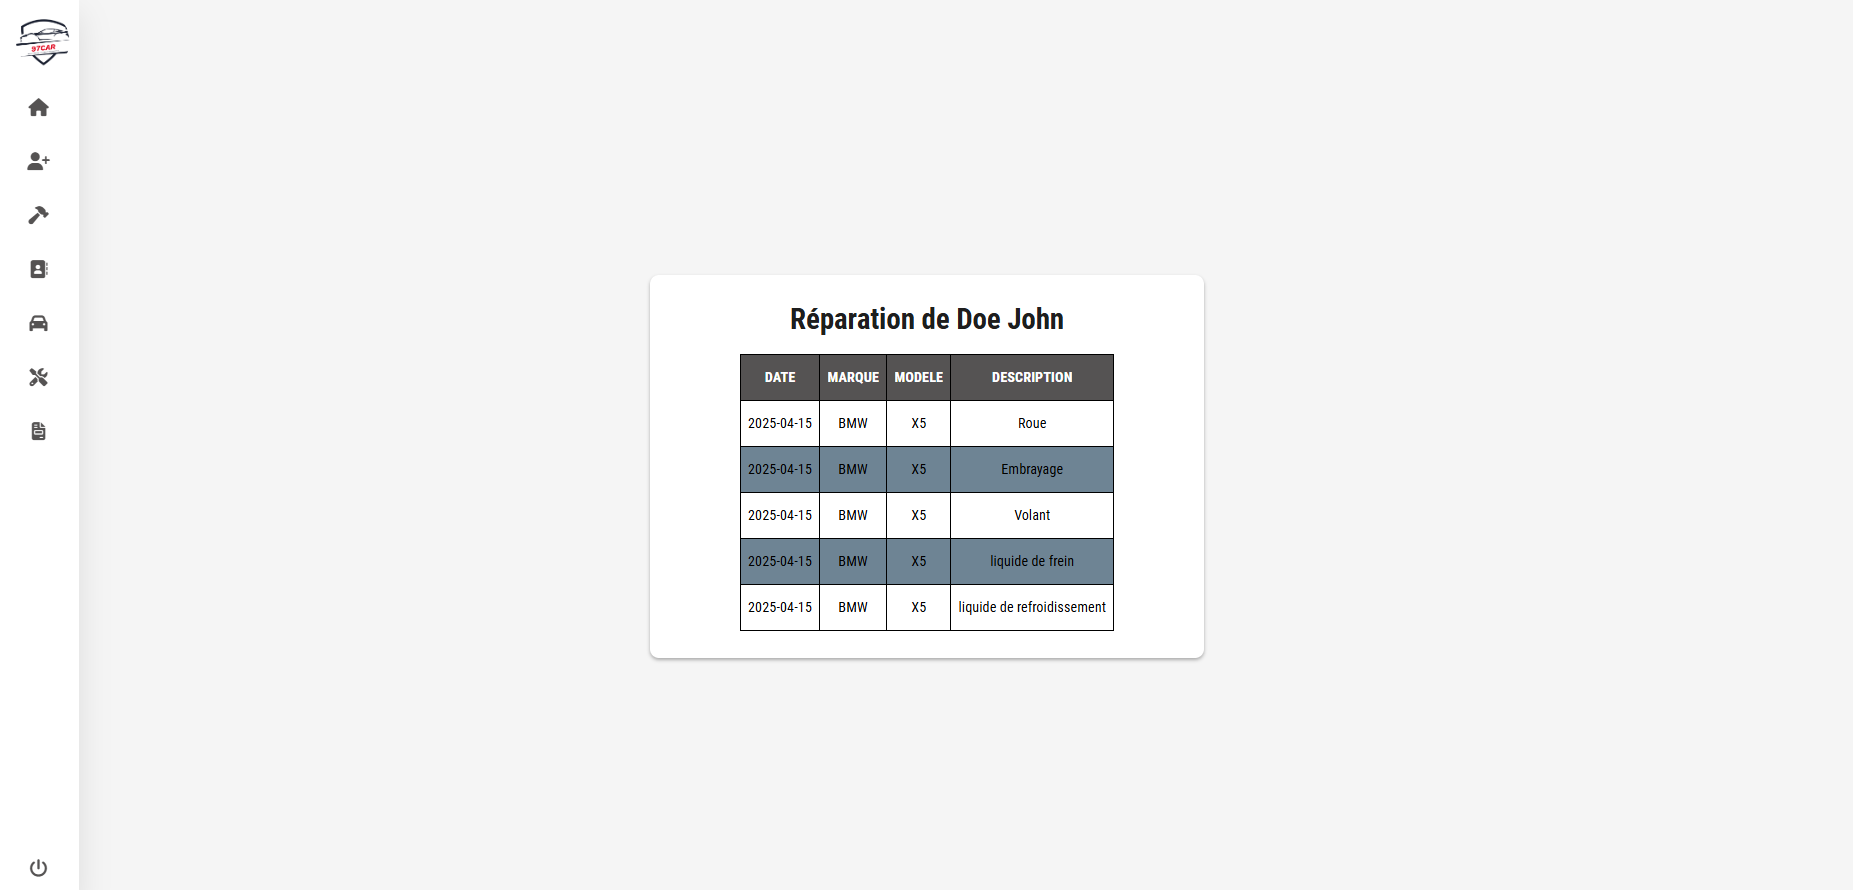 97CAR
Réparation de Doe John
DATE MARQUE MODELE DESCRIPTION
2025-04-15 BMW X5 Roue
2025-04-15 BMW X5 Embrayage
2025-04-15 BMW X5 Volant
2025-04-15 BMW X5 liquide de frein
2025-04-15 BMW X5 liquide de refroidissement